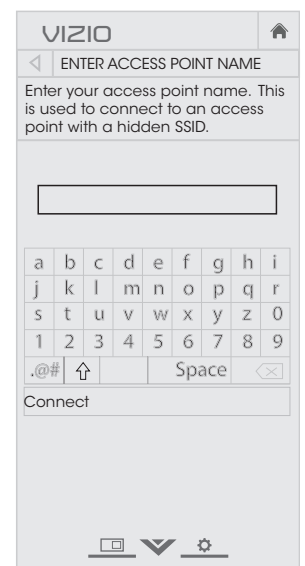 VIZIO
ENTER ACCESS POINT NAME
Enter your access point name. This
is used to connect to an access
point with a hidden SSID.
a b c d e f g h i
j k l m n o p q r
s t u v w x y z 0
1 2 3 4 5 6 7 8 9
.@# Space
Connect